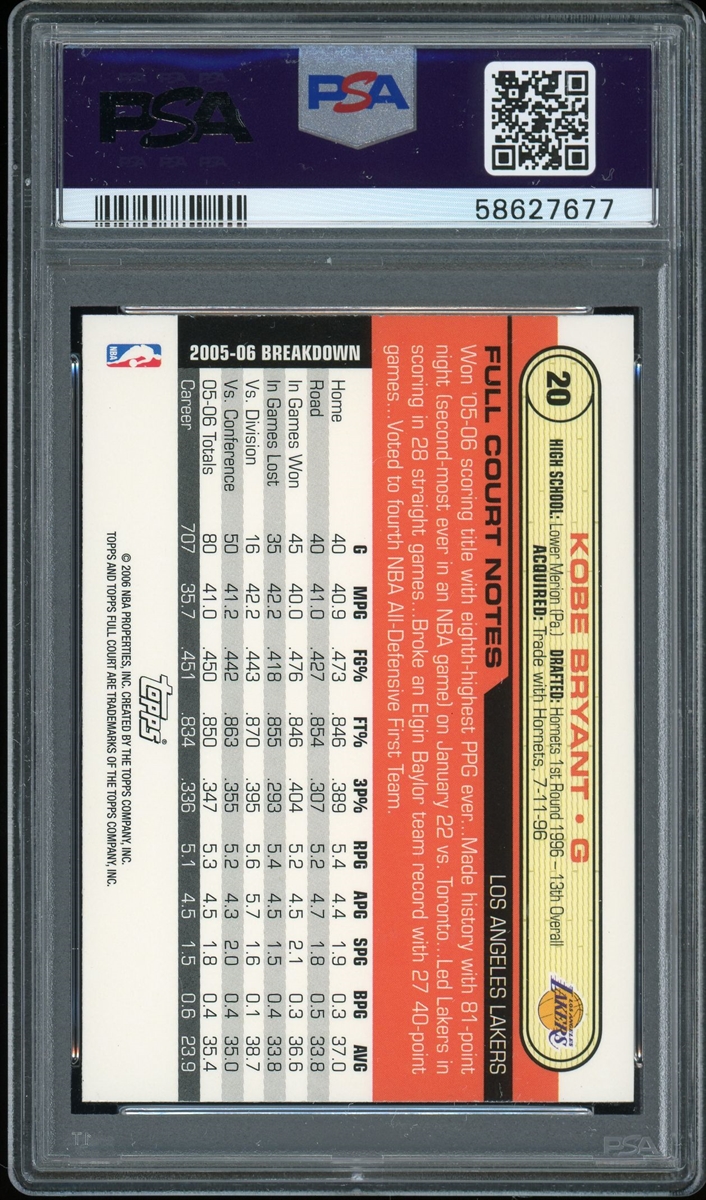 PSA
PSA
58627677
20
KOBE BRYANT • G
HIGH SCHOOL: Lower Merion (Pa.) DRAFTED: Hornets 1st Round 1996 – 13th Overall
ACQUIRED: Trade with Hornets, 7-11-96
LOS ANGELES
LAKERS
FULL COURT NOTES
LOS ANGELES LAKERS
Won '05-06 scoring title with eighth-highest PPG ever...Made history with 81-point
night (second-most ever in an NBA game) on January 22 vs. Toronto...Led Lakers in
scoring in 28 straight games...Broke an Elgin Baylor team record with 27 40-point
games...Voted to fourth NBA All-Defensive First Team.
2005-06 BREAKDOWN G MPG FG% FT% 3P% RPG APG SPG BPG AVG
Home 40 40.9 .473 .846 .389 5.4 4.4 1.9 0.3 37.0
Road 40 41.0 .427 .854 .307 5.2 4.7 1.8 0.5 33.8
In Games Won 45 40.0 .476 .846 .404 5.2 4.5 2.1 0.3 36.6
In Games Lost 35 42.2 .418 .855 .293 5.4 4.5 1.5 0.4 33.8
Vs. Division 16 42.2 .443 .870 .395 5.6 5.7 1.6 0.1 38.7
Vs. Conference 50 41.2 .442 .863 .355 5.2 4.3 2.0 0.4 35.0
05-06 Totals 80 41.0 .450 .850 .347 5.3 4.5 1.8 0.4 35.4
Career 707 35.7 .451 .834 .336 5.1 4.5 1.5 0.6 23.9
NBA
topps®
© 2006 NBA PROPERTIES, INC. CREATED BY THE TOPPS COMPANY, INC.
TOPPS AND TOPPS FULL COURT ARE TRADEMARKS OF THE TOPPS COMPANY, INC.
PSA